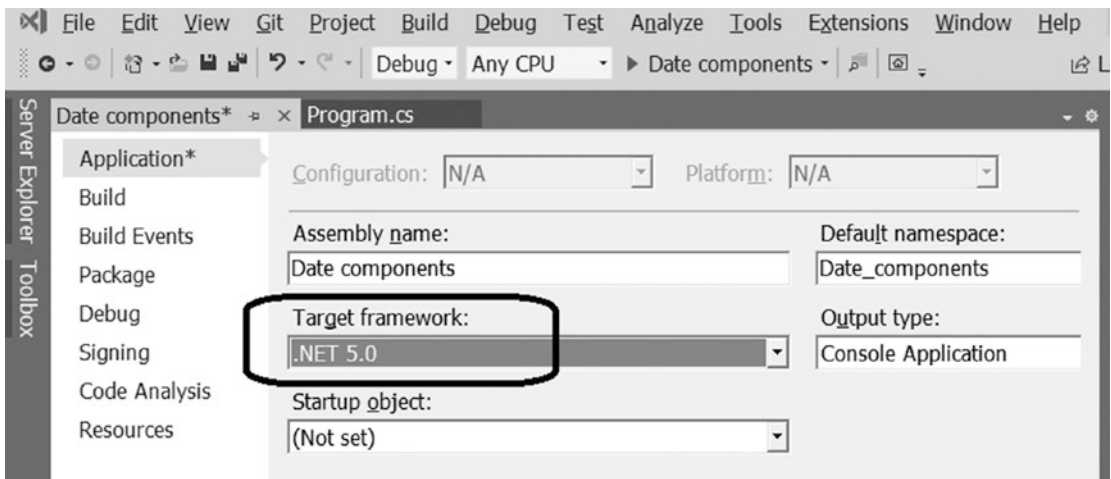 File Edit View Git Project Build Debug Test Analyze Tools Extensions Window Help
Debug Any CPU Date components L
Server Explorer
Toolbox
Date components* Program.cs
Application*
Build
Build Events
Package
Debug
Signing
Code Analysis
Resources
Configuration: N/A Platform: N/A
Assembly name: Default namespace:
Date components Date_components
Target framework: Output type:
.NET 5.0 Console Application
Startup object:
(Not set)